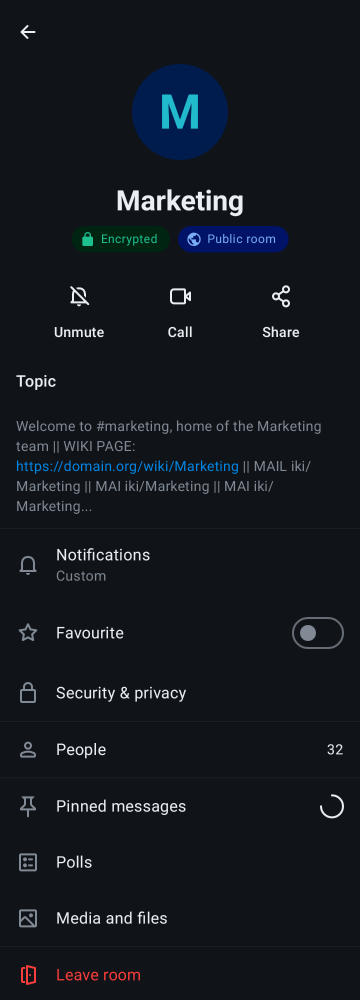 M
Marketing
Encrypted
Public room
Unmute
Call
Share
Topic
Welcome to #marketing, home of the Marketing
team || WIKI PAGE:
https://domain.org/wiki/Marketing || MAIL iki/
Marketing || MAI iki/Marketing || MAI iki/
Marketing...
Notifications
Custom
Favourite
Security & privacy
People 32
Pinned messages
Polls
Media and files
Leave room